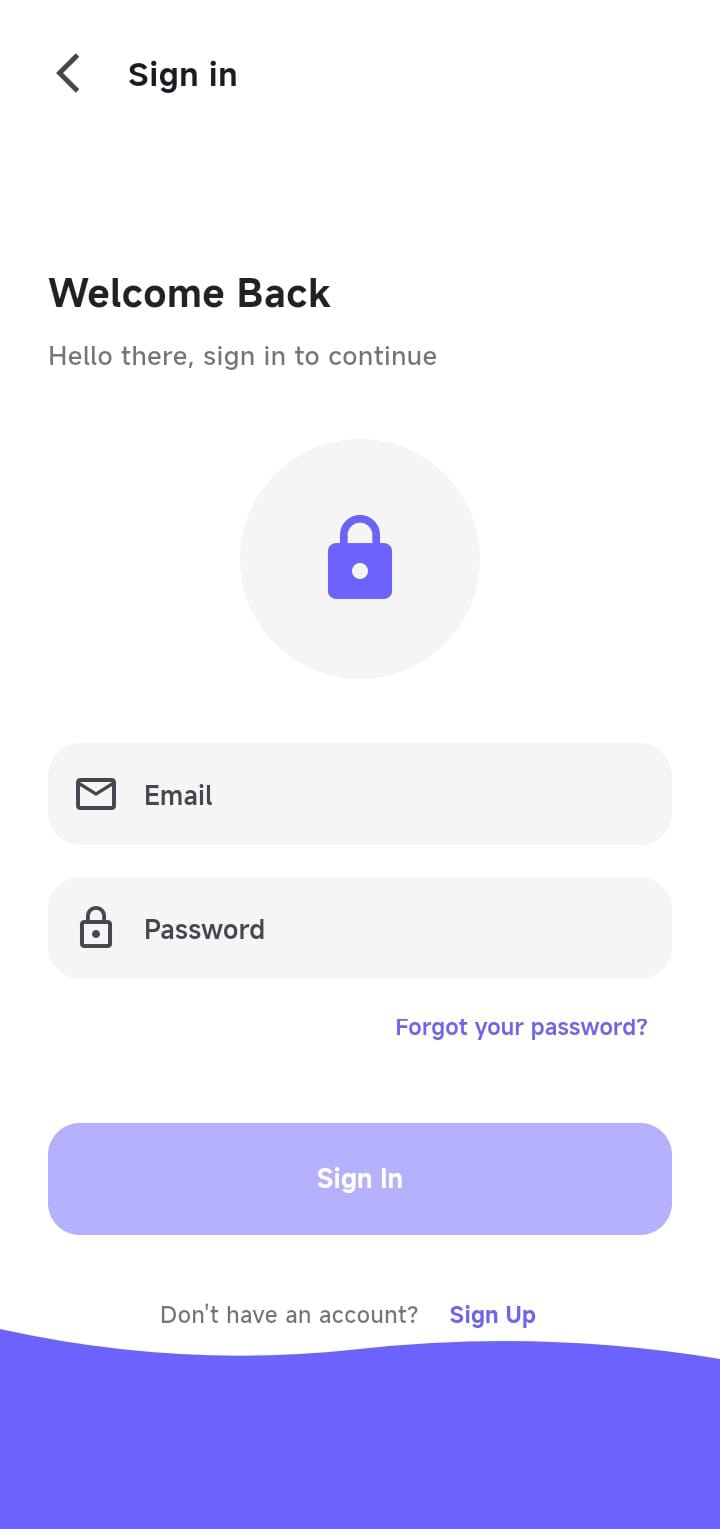 Sign in
Welcome Back
Hello there, sign in to continue
Email
Password
Forgot your password?
Sign In
Don't have an account? Sign Up